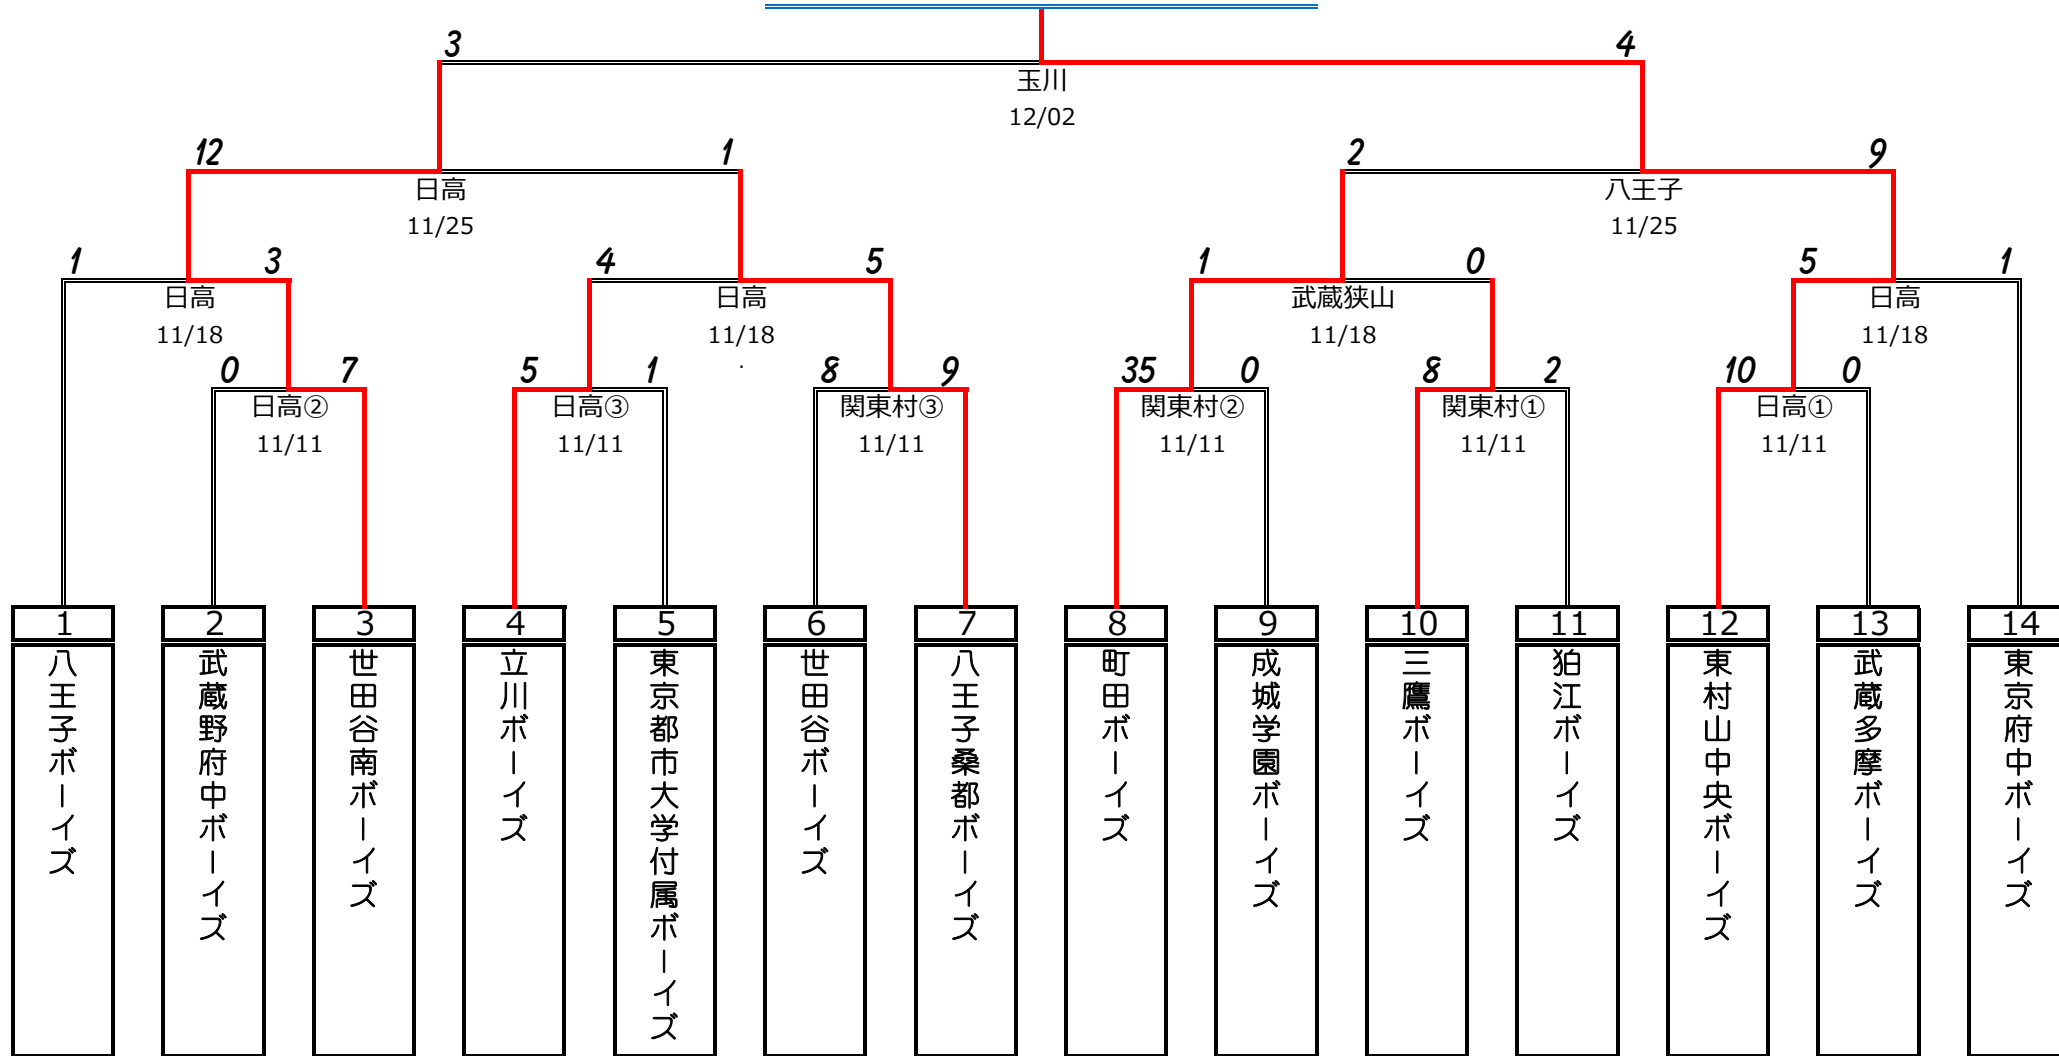 3 4
玉川
12/02
12 1 2 9
日高 八王子
11/25 11/25
1 3 4 5 1 0 5 1
日高 日高 武蔵狭山 日高
11/18 11/18 11/18 11/18
0 7 5 1 8 9 35 0 8 2 10 0
日高② 日高③ 関東村③ 関東村② 関東村① 日高①
11/11 11/11 11/11 11/11 11/11 11/11
1 2 3 4 5 6 7 8 9 10 11 12 13 14
八王子ボーイズ
武蔵野府中ボーイズ
世田谷南ボーイズ
立川ボーイズ
東京都市大学付属ボーイズ
世田谷ボーイズ
八王子桑都ボーイズ
町田ボーイズ
成城学園ボーイズ
三鷹ボーイズ
狛江ボーイズ
東村山中央ボーイズ
武蔵多摩ボーイズ
東京府中ボーイズ